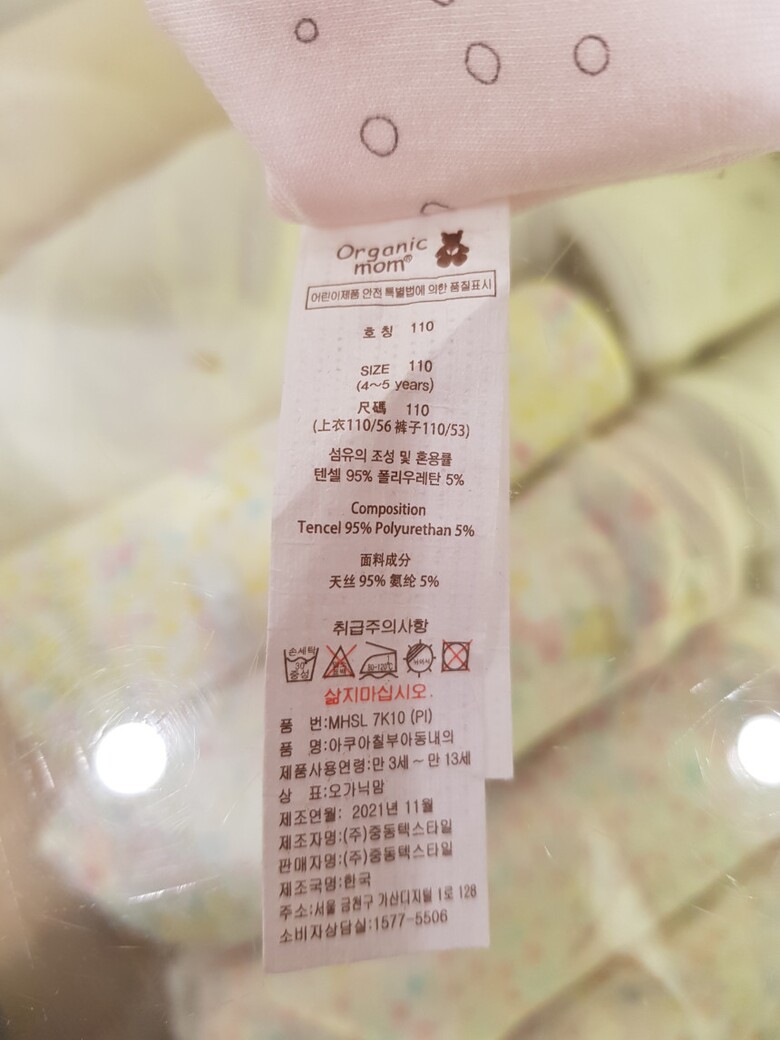 Organic
mom®
어린이제품 안전 특별법에 의한 품질표시
호 칭 110
SIZE 110
(4~5 years)
尺碼 110
(上衣110/56 裤子110/53)
섬유의 조성 및 혼용률
텐셀 95% 폴리우레탄 5%
Composition
Tencel 95% Polyurethan 5%
面料成分
天丝 95% 氨纶 5%
취급주의사항
손세탁
30
중성
80~120℃
삶지마십시오.
품 번:MHSL 7K10 (PI)
품 명:아쿠아칠부아동내의
제품사용연령:만 3세 ~ 만 13세
상 표:오가닉맘
제조연월: 2021년 11월
제조자명:(주)중동텍스타일
판매자명:(주)중동텍스타일
제조국명:한국
주소:서울 금천구 가산디지털 1로 128
소비자상담실:1577-5506